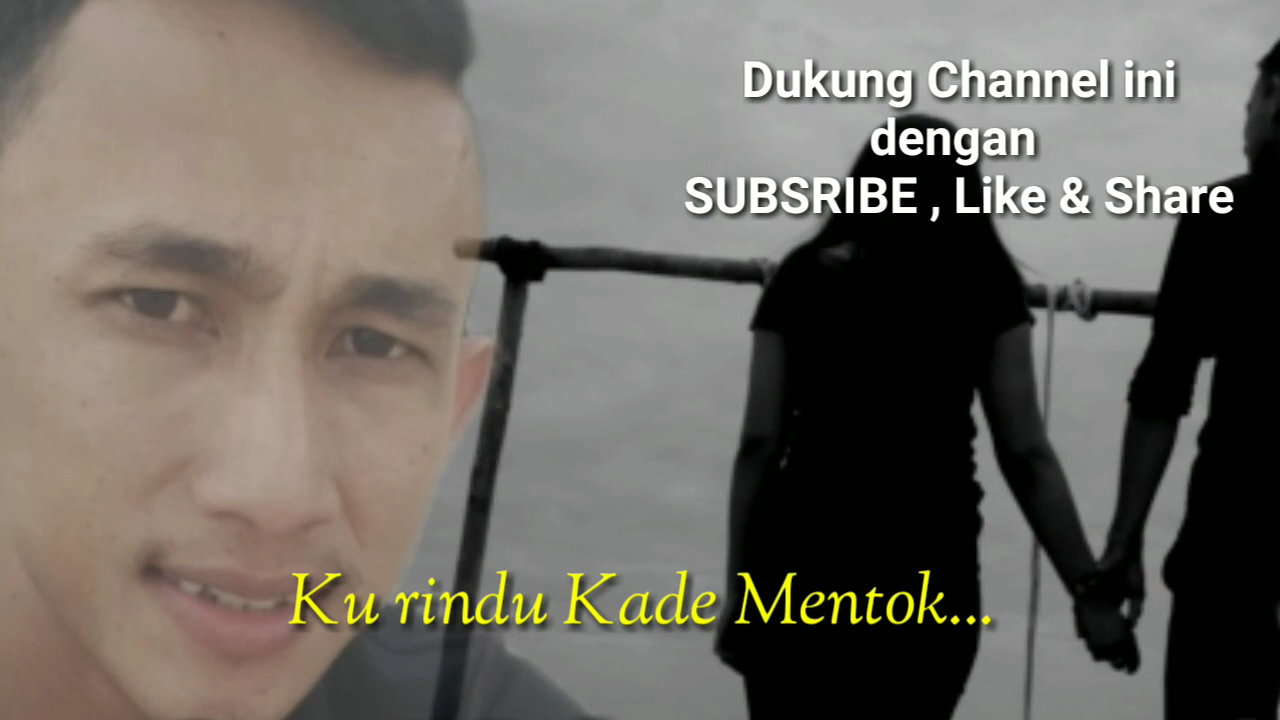 Dukung Channel ini
dengan
SUBSRIBE , Like & Share
Ku rindu Kade Mentok...